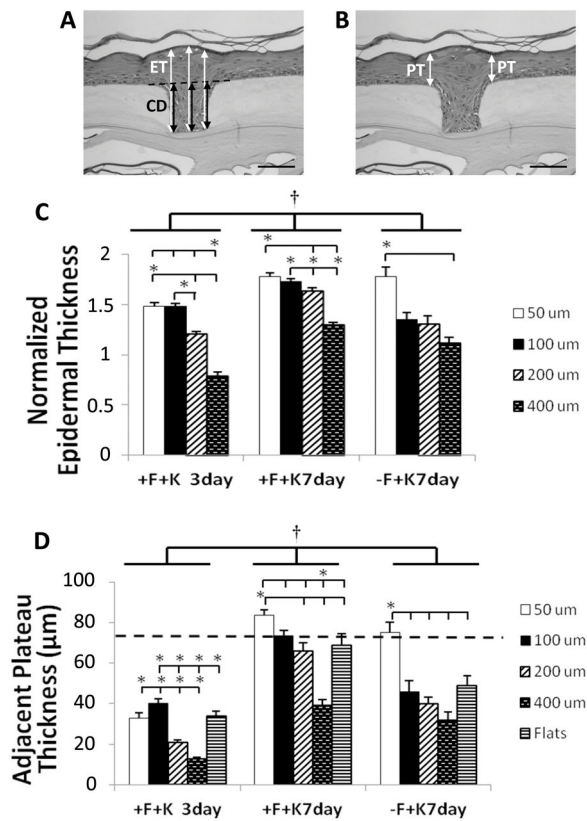 A
ET
CD
B
PT
PT
C
†
*
*
*
*
*
*
*
*
Normalized
Epidermal Thickness
2
1.5
1
0.5
0
+F+K 3day
+F+K7day
-F+K7day
50 um
100 um
200 um
400 um
D
†
*
*
*
*
*
*
*
*
*
*
*
Adjacent Plateau
Thickness (μm)
100
80
60
40
20
0
+F+K 3day
+F+K7day
-F+K7day
50 um
100 um
200 um
400 um
Flats